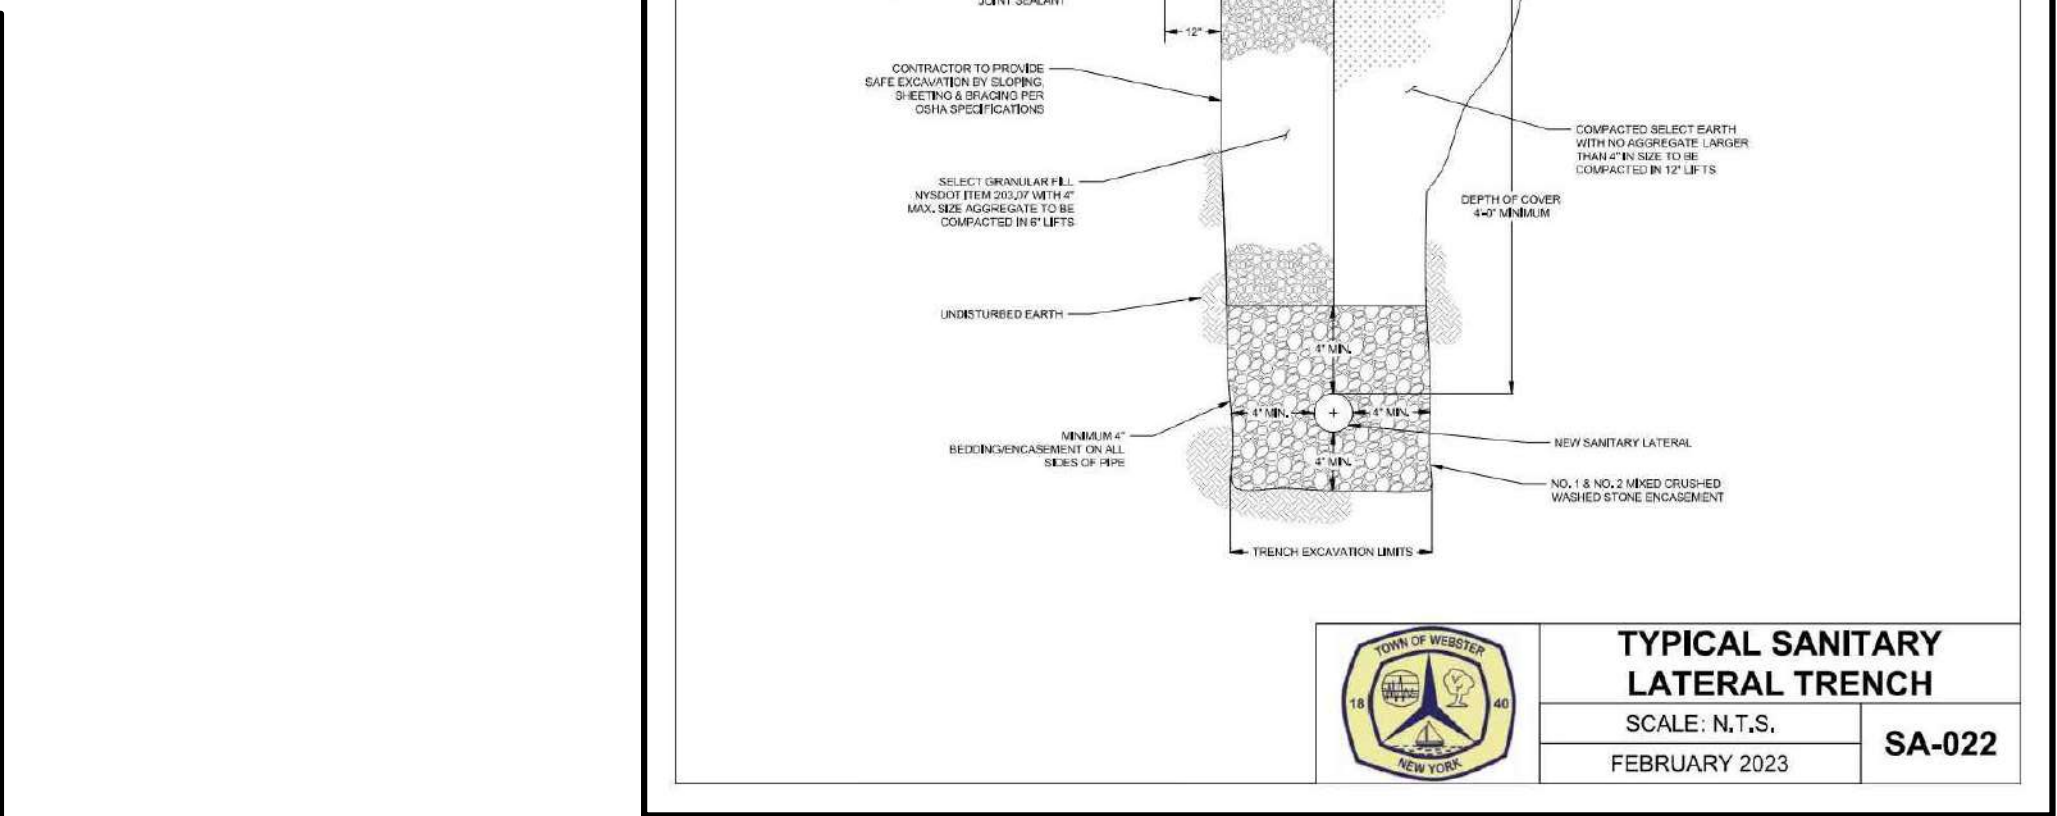 JOINT SEALANT
12"
CONTRACTOR TO PROVIDE
SAFE EXCAVATION BY SLOPING,
SHEETING & BRACING PER
OSHA SPECIFICATIONS
COMPACTED SELECT EARTH
WITH NO AGGREGATE LARGER
THAN 4" IN SIZE TO BE
COMPACTED IN 12" LIFTS
SELECT GRANULAR FILL
NYSDOT ITEM 203.07 WITH 4"
MAX. SIZE AGGREGATE TO BE
COMPACTED IN 6" LIFTS
DEPTH OF COVER
4'-0" MINIMUM
UNDISTURBED EARTH
4" MIN.
4" MIN.
4" MIN.
MINIMUM 4"
BEDDING/ENCASEMENT ON ALL
SIDES OF PIPE
NEW SANITARY LATERAL
4" MIN.
NO. 1 & NO. 2 MIXED CRUSHED
WASHED STONE ENCASEMENT
TRENCH EXCAVATION LIMITS
TOWN OF WEBSTER
18 40
NEW YORK
TYPICAL SANITARY
LATERAL TRENCH
SCALE: N.T.S.
FEBRUARY 2023
SA-022